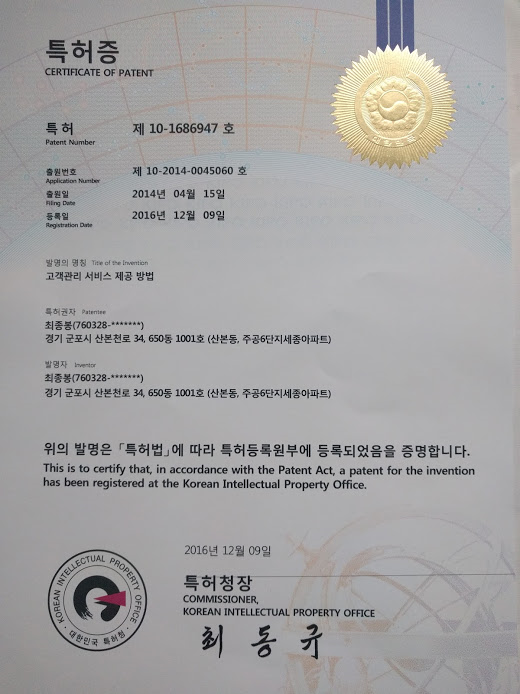 특허증
CERTIFICATE OF PATENT
특 허 제 10-1686947 호
Patent Number
출원번호 제 10-2014-0045060 호
Application Number
출원일 2014년 04월 15일
Filing Date
등록일 2016년 12월 09일
Registration Date
발명의 명칭 Title of the Invention
고객관리 서비스 제공 방법
특허권자 Patentee
최종봉(760328-*******)
경기 군포시 산본천로 34, 650동 1001호 (산본동, 주공6단지세종아파트)
발명자 Inventor
최종봉(760328-*******)
경기 군포시 산본천로 34, 650동 1001호 (산본동, 주공6단지세종아파트)
위의 발명은 「특허법」에 따라 특허등록원부에 등록되었음을 증명합니다.
This is to certify that, in accordance with the Patent Act, a patent for the invention
has been registered at the Korean Intellectual Property Office.
2016년 12월 09일
특허청장
COMMISSIONER,
KOREAN INTELLECTUAL PROPERTY OFFICE
최동규
KOREAN INTELLECTUAL PROPERTY OFFICE
· 대한민국 특허청 ·